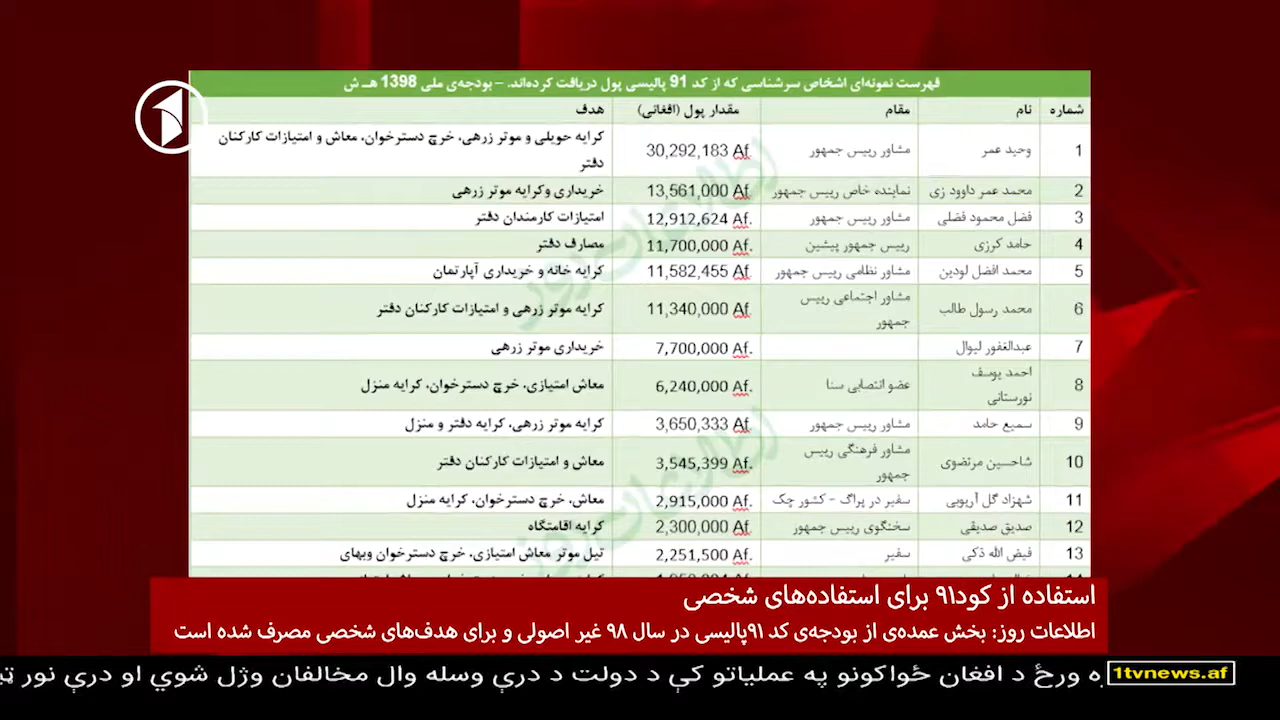 فهرست نمونه‌ای اشخاص سرشناسی که از کد 91 پالیسی پول دریافت کرده‌اند. – بودجه‌ی ملی 1398 هـ ش
شماره نام مقام مقدار پول (افغانی) هدف
1 وحید عمر مشاور رییس جمهور 30,292,183 Af. کرایه حویلی و موتر زرهی، خرچ دسترخوان، معاش و امتیازات کارکنان
دفتر
2 محمد عمر داوود زی نماینده خاص رییس جمهور 13,561,000 Af. خریداری وکرایه موتر زرهی
3 فضل محمود فضلی مشاور رییس جمهور 12,912,624 Af. امتیازات کارمندان دفتر
4 حامد کرزی رییس جمهور پیشین 11,700,000 Af. مصارف دفتر
5 محمد افضل لودین مشاور نظامی رییس جمهور 11,582,455 Af. کرایه خانه و خریداری آپارتمان
6 محمد رسول طالب مشاور اجتماعی رییس
جمهور 11,340,000 Af. کرایه موتر زرهی و امتیازات کارکنان دفتر
7 عبدالغفور لیوال 7,700,000 Af. خریداری موتر زرهی
8 احمد یوسف
نورستانی عضو انتصابی سنا 6,240,000 Af. معاش امتیازی، خرچ دسترخوان، کرایه منزل
9 سمیع حامد مشاور رییس جمهور 3,650,333 Af. کرایه موتر زرهی، کرایه دفتر و منزل
10 شاحسین مرتضوی مشاور فرهنگی رییس
جمهور 3,545,399 Af. معاش و امتیازات کارکنان دفتر
11 شهزاد گل آریوبی سفیر در پراگ - کشور چک 2,915,000 Af. معاش، خرچ دسترخوان، کرایه منزل
12 صدیق صدیقی سخنگوی رییس جمهور 2,300,000 Af. کرایه اقامتگاه
13 فیض الله ذکی سفیر 2,251,500 Af. تیل موتر معاش امتیازی، خرچ دسترخوان وبهای
استفاده از کود۹۱ برای استفاده‌های شخصی
اطلاعات روز: بخش عمده‌ی از بودجه‌ی کد ۹۱پالیسی در سال ۹۸ غیر اصولی و برای هدف‌های شخصی مصرف شده است
1tvnews.af ه ورځ د افغان ځواکونو په عملیاتو کې د دولت د درې وسله وال مخالفان وژل شوي او درې نور